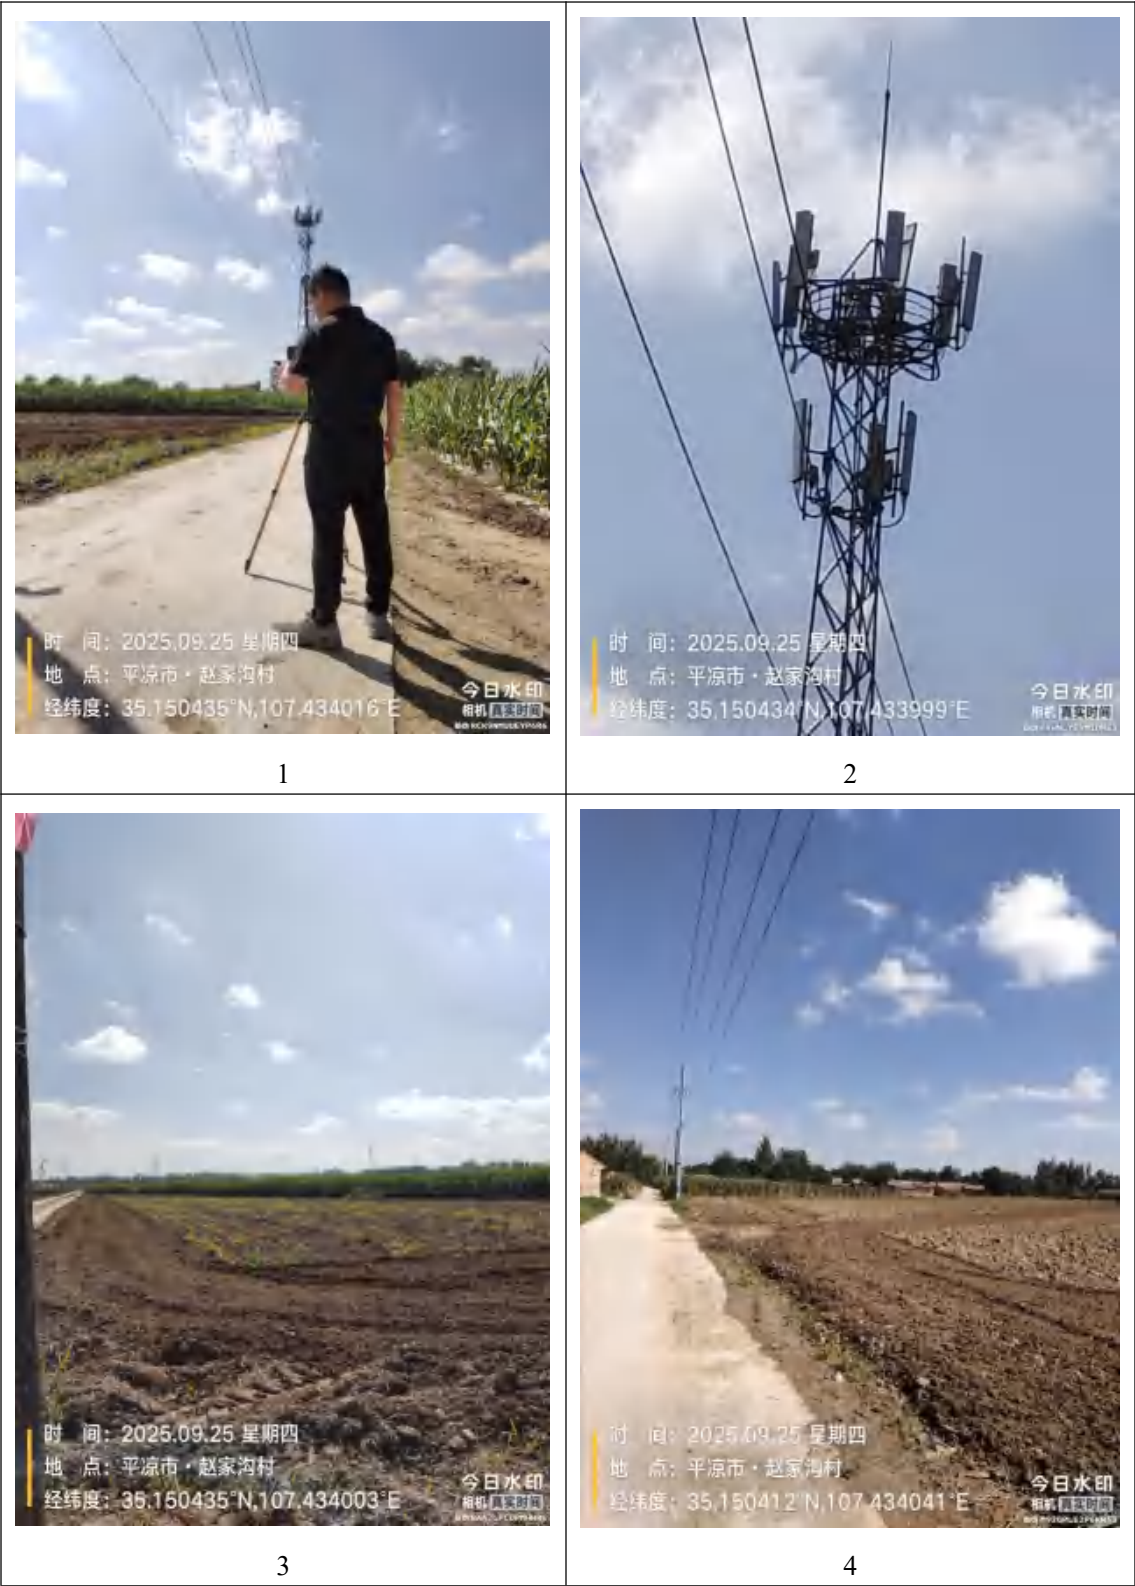 时 间：2025.09.25 星期四
地 点：平凉市·赵家沟村
经纬度：35.150435°N,107.434016°E
今日水印
相机 真实时间
1
时 间：2025.09.25 星期四
地 点：平凉市·赵家沟村
经纬度：35.150434°N,107.433999°E
今日水印
相机 真实时间
2
时 间：2025.09.25 星期四
地 点：平凉市·赵家沟村
经纬度：35.150435°N,107.434003°E
今日水印
相机 真实时间
3
时 间：2025.09.25 星期四
地 点：平凉市·赵家沟村
经纬度：35.150412°N,107.434041°E
今日水印
相机 真实时间
4